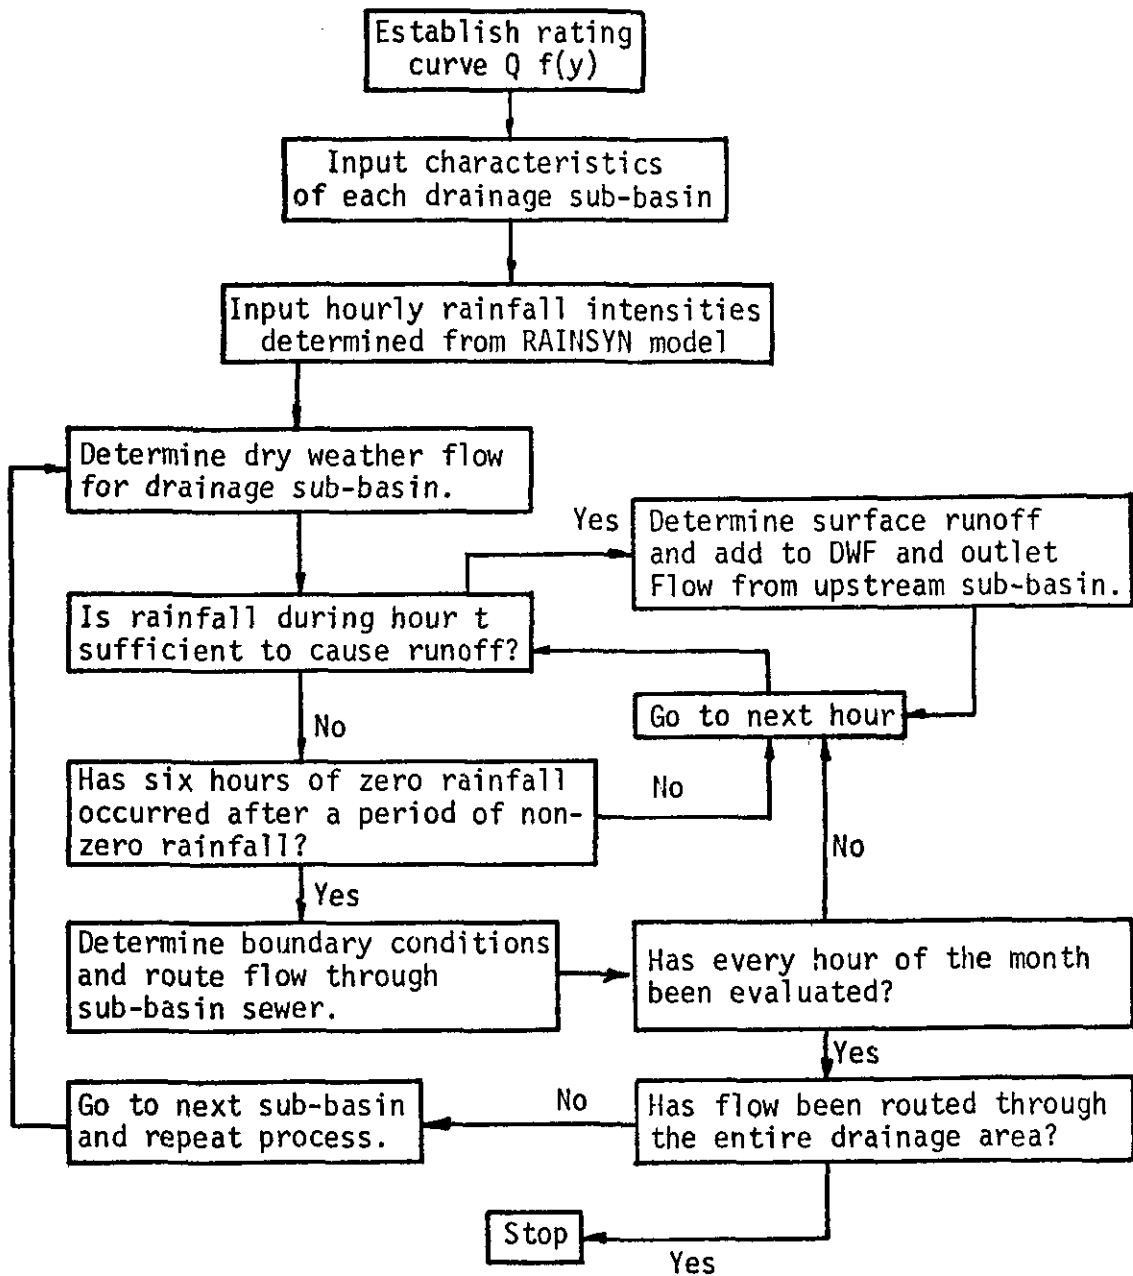 Establish rating
curve Q f(y)
Input characteristics
of each drainage sub-basin
Input hourly rainfall intensities
determined from RAINSYN model
Determine dry weather flow
for drainage sub-basin.
Yes
Determine surface runoff
and add to DWF and outlet
Flow from upstream sub-basin.
Is rainfall during hour t
sufficient to cause runoff?
No
Go to next hour
Has six hours of zero rainfall
occurred after a period of non-
zero rainfall?
No
No
Yes
Determine boundary conditions
and route flow through
sub-basin sewer.
Has every hour of the month
been evaluated?
Yes
Go to next sub-basin
and repeat process.
No
Has flow been routed through
the entire drainage area?
Stop
Yes